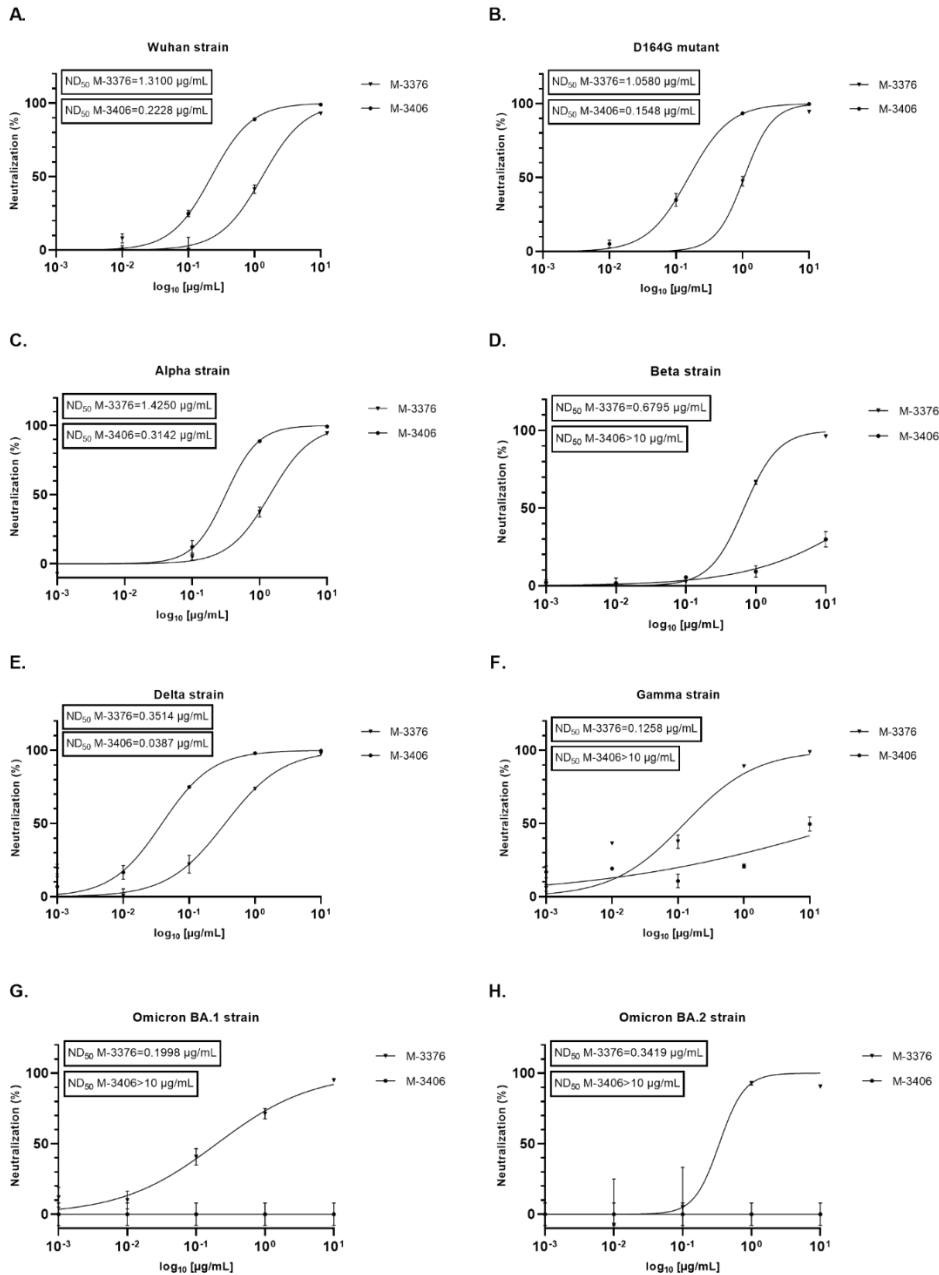 A.
Wuhan strain
ND50 M-3376=1.3100 µg/mL
ND50 M-3406=0.2228 µg/mL
M-3376
M-3406
Neutralization (%)
100
50
0
10-3
10-2
10-1
100
101
log10 [µg/mL]
B.
D164G mutant
ND50 M-3376=1.0580 µg/mL
ND50 M-3406=0.1548 µg/mL
M-3376
M-3406
Neutralization (%)
100
50
0
10-3
10-2
10-1
100
101
log10 [µg/mL]
C.
Alpha strain
ND50 M-3376=1.4250 µg/mL
ND50 M-3406=0.3142 µg/mL
M-3376
M-3406
Neutralization (%)
100
50
0
10-3
10-2
10-1
100
101
log10 [µg/mL]
D.
Beta strain
ND50 M-3376=0.6795 µg/mL
ND50 M-3406>10 µg/mL
M-3376
M-3406
Neutralization (%)
100
50
0
10-3
10-2
10-1
100
101
log10 [µg/mL]
E.
Delta strain
ND50 M-3376=0.3514 µg/mL
ND50 M-3406=0.0387 µg/mL
M-3376
M-3406
Neutralization (%)
100
50
0
10-3
10-2
10-1
100
101
log10 [µg/mL]
F.
Gamma strain
ND50 M-3376=0.1258 µg/mL
ND50 M-3406>10 µg/mL
M-3376
M-3406
Neutralization (%)
100
50
0
10-3
10-2
10-1
100
101
log10 [µg/mL]
G.
Omicron BA.1 strain
ND50 M-3376=0.1998 µg/mL
ND50 M-3406>10 µg/mL
M-3376
M-3406
Neutralization (%)
100
50
0
10-3
10-2
10-1
100
101
log10 [µg/mL]
H.
Omicron BA.2 strain
ND50 M-3376=0.3419 µg/mL
ND50 M-3406>10 µg/mL
M-3376
M-3406
Neutralization (%)
100
50
0
10-3
10-2
10-1
100
101
log10 [µg/mL]